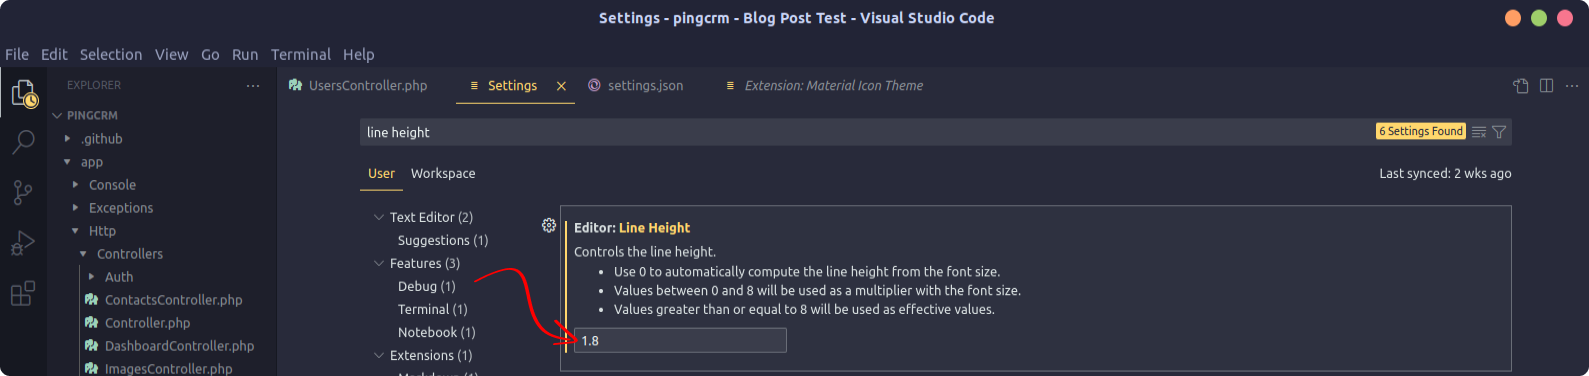 Settings - pingcrm - Blog Post Test - Visual Studio Code
File Edit Selection View Go Run Terminal Help
EXPLORER
PINGCRM
.github
app
Console
Exceptions
Http
Controllers
Auth
ContactsController.php
Controller.php
DashboardController.php
ImagesController.php
UsersController.php
Settings
settings.json
Extension: Material Icon Theme
line height
6 Settings Found
User Workspace
Last synced: 2 wks ago
Text Editor (2)
Suggestions (1)
Features (3)
Debug (1)
Terminal (1)
Notebook (1)
Extensions (1)
Markdown (1)
Editor: Line Height
Controls the line height.
• Use 0 to automatically compute the line height from the font size.
• Values between 0 and 8 will be used as a multiplier with the font size.
• Values greater than or equal to 8 will be used as effective values.
1.8